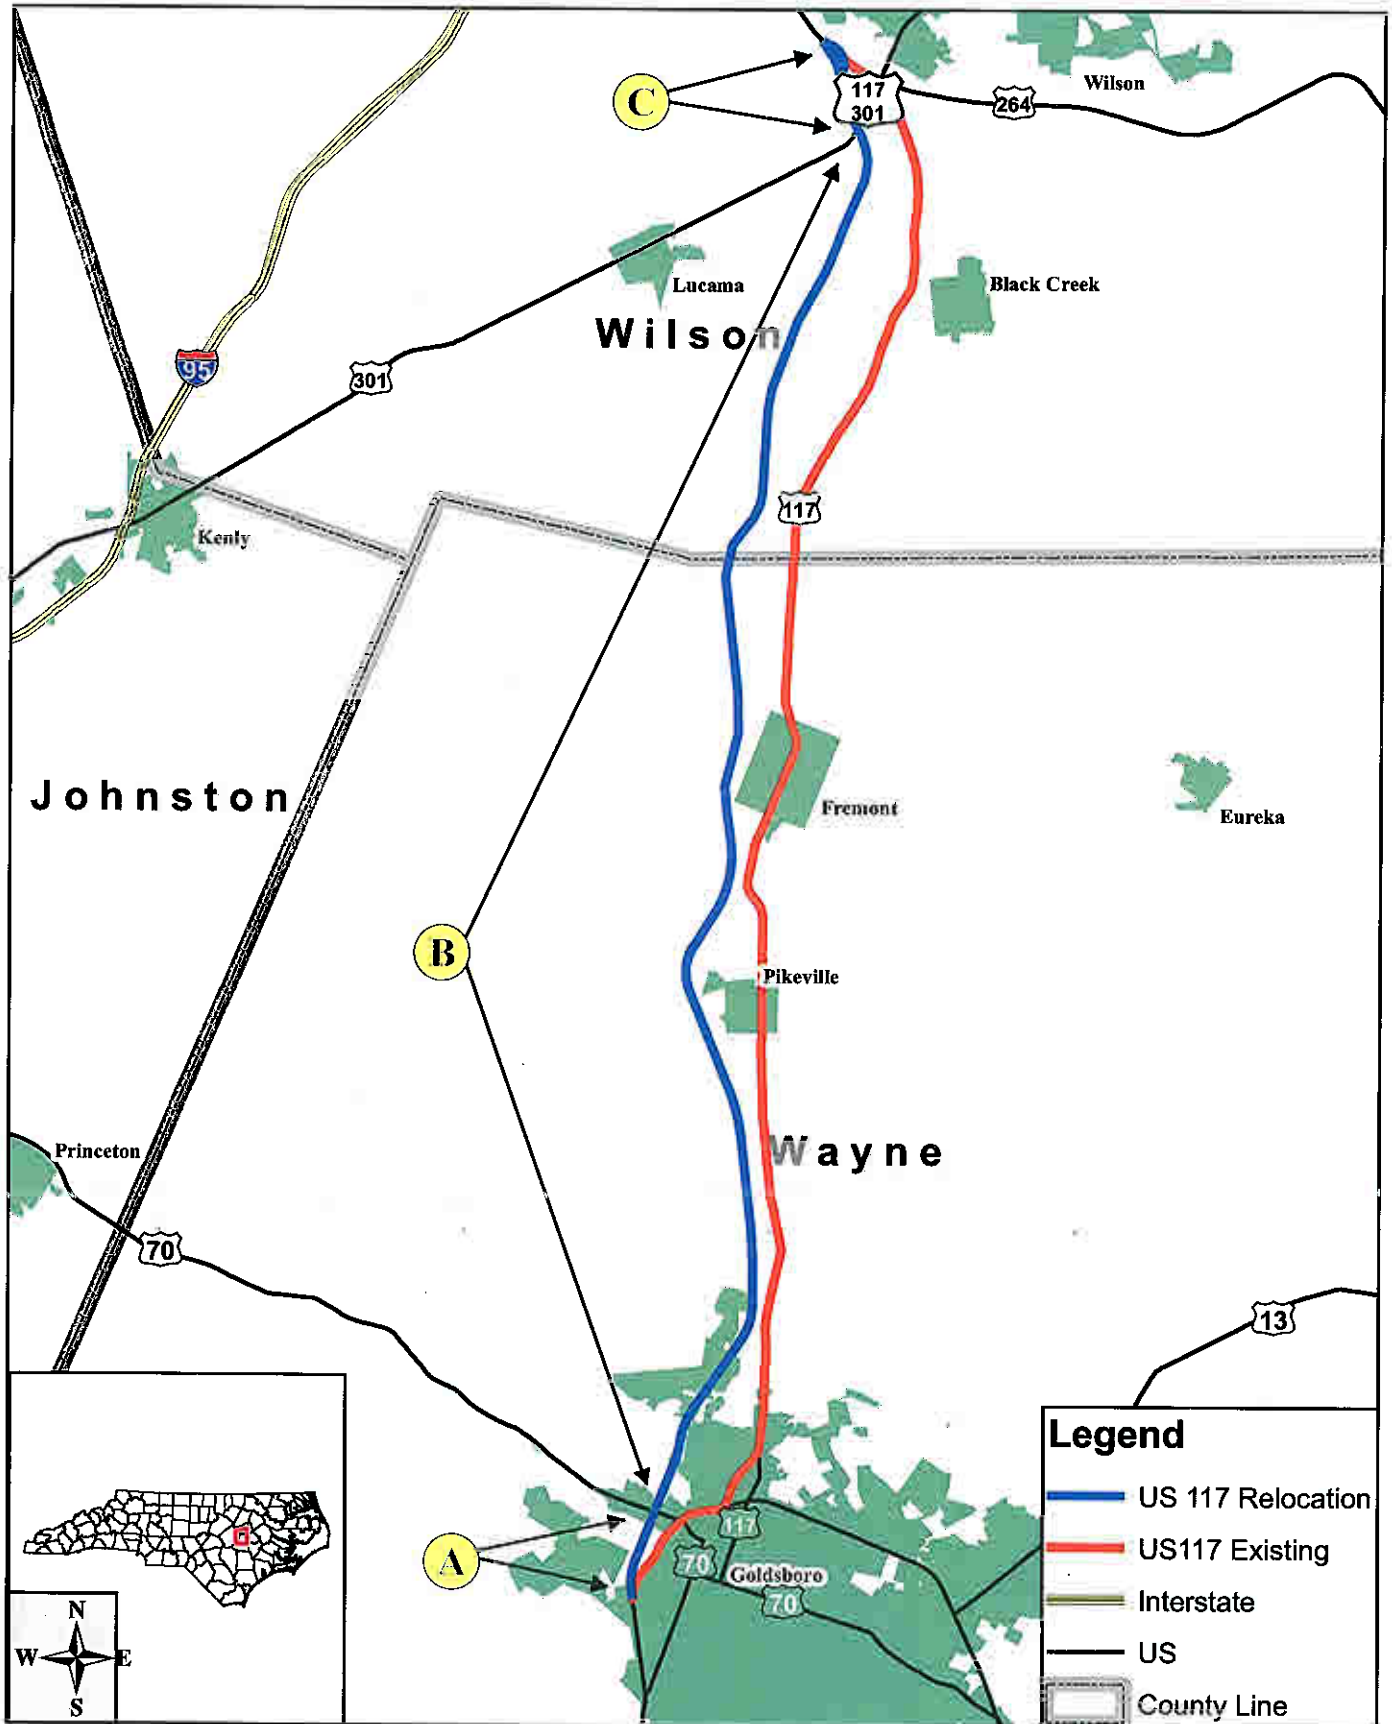 C
117
301
264
Wilson
Lucama
Black Creek
Wilson
95
301
117
Kenly
Johnston
Fremont
Eureka
B
Pikeville
Princeton
Wayne
70
13
Legend
US 117 Relocation
US117 Existing
Interstate
US
County Line
117
A
70
Goldsboro
70
N
W
E
S